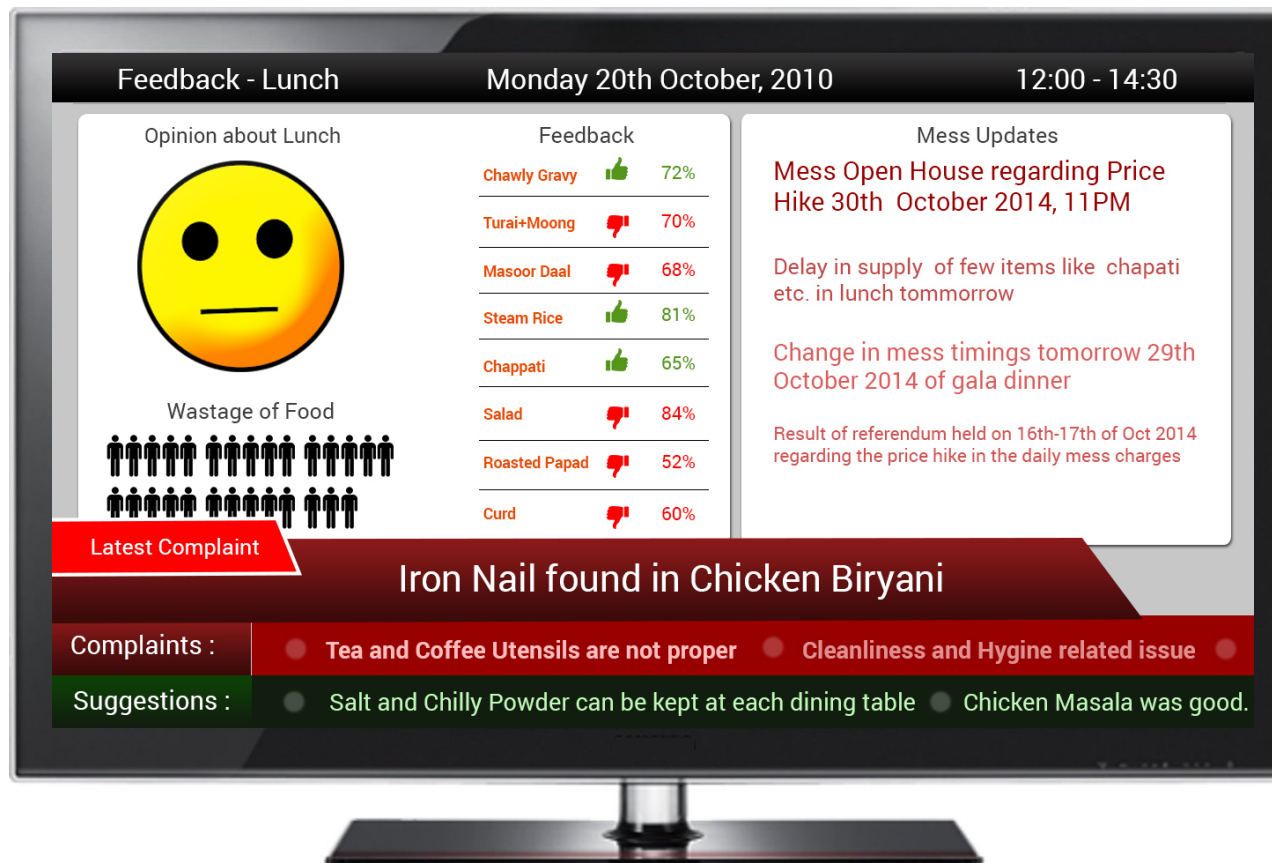 Feedback - Lunch Monday 20th October, 2010 12:00 - 14:30
Opinion about Lunch
Wastage of Food
Feedback
Chawly Gravy 72%
Turai+Moong 70%
Masoor Daal 68%
Steam Rice 81%
Chappati 65%
Salad 84%
Roasted Papad 52%
Curd 60%
Mess Updates
Mess Open House regarding Price
Hike 30th October 2014, 11PM
Delay in supply of few items like chapati
etc. in lunch tommorrow
Change in mess timings tomorrow 29th
October 2014 of gala dinner
Result of referendum held on 16th-17th of Oct 2014
regarding the price hike in the daily mess charges
Latest Complaint
Iron Nail found in Chicken Biryani
Complaints : Tea and Coffee Utensils are not proper Cleanliness and Hygine related issue
Suggestions : Salt and Chilly Powder can be kept at each dining table Chicken Masala was good.